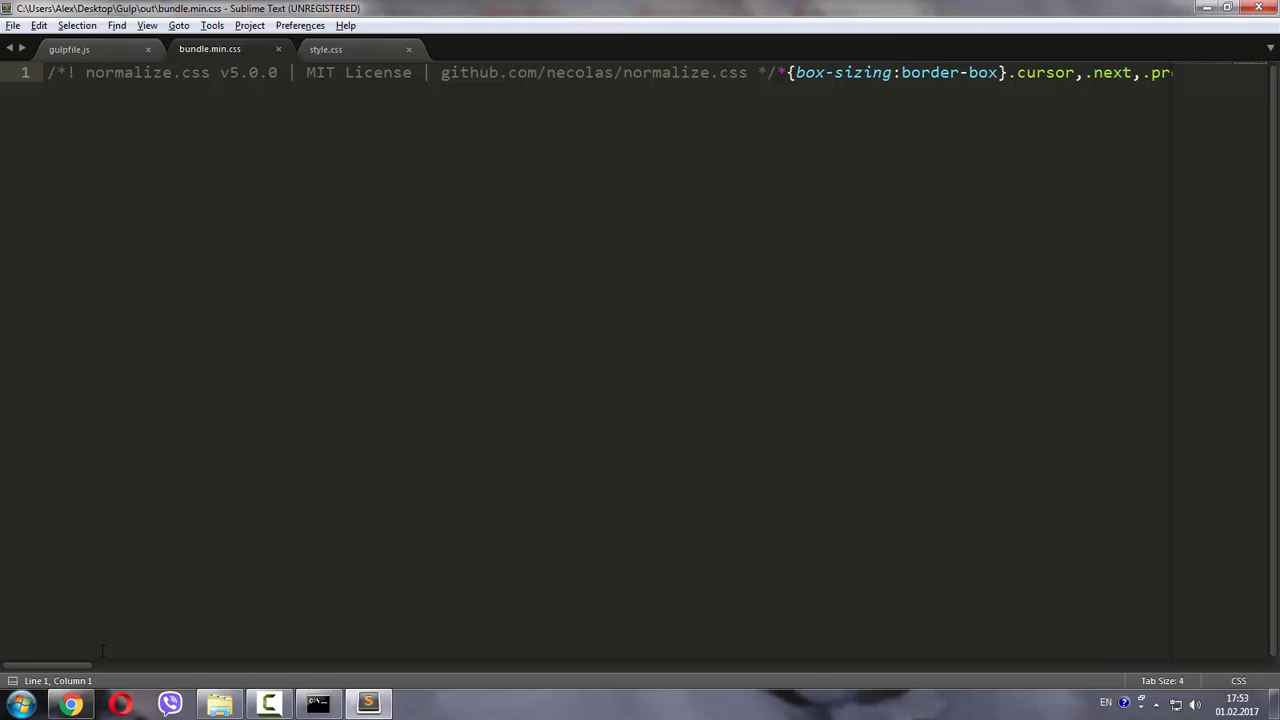 C:\Users\Alex\Desktop\Gulp\out\bundle.min.css - Sublime Text (UNREGISTERED)
File Edit Selection Find View Goto Tools Project Preferences Help
gulpfile.js bundle.min.css style.css
1 /*! normalize.css v5.0.0 | MIT License | github.com/necolas/normalize.css */*{box-sizing:border-box}.cursor,.next,.pr
Line 1, Column 1 Tab Size: 4 CSS
EN 17:53
01.02.2017